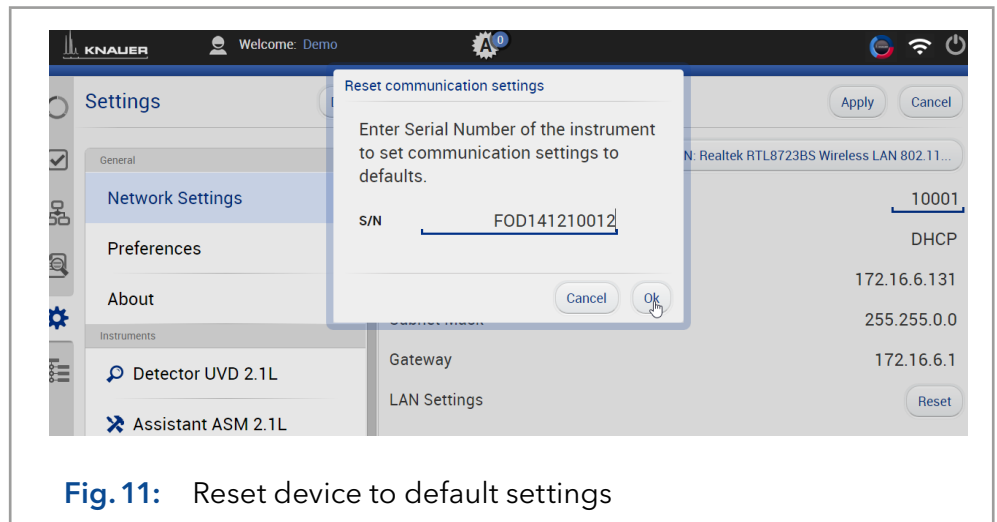 KNAUER
Welcome: Demo
A 0
Settings
Apply
Cancel
Reset communication settings
Enter Serial Number of the instrument
to set communication settings to
defaults.
S/N FOD141210012
Cancel
Ok
General
N: Realtek RTL8723BS Wireless LAN 802.11...
Network Settings
10001
Preferences
DHCP
About
172.16.6.131
Subnet Mask
255.255.0.0
Instruments
Gateway
172.16.6.1
Detector UVD 2.1L
LAN Settings
Reset
Assistant ASM 2.1L
Fig. 11: Reset device to default settings